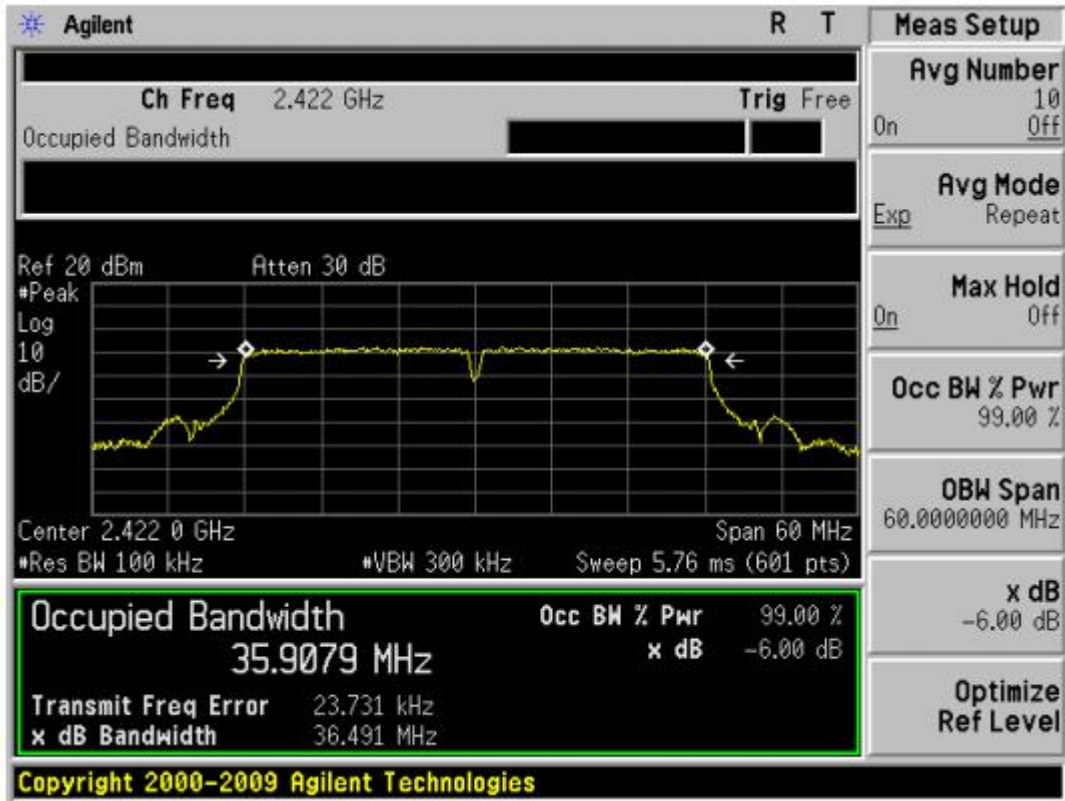 Agilent R T
Ch Freq 2.422 GHz Trig Free
Occupied Bandwidth
Ref 20 dBm Atten 30 dB
#Peak
Log
10
dB/
Center 2.422 0 GHz Span 60 MHz
#Res BW 100 kHz #VBW 300 kHz Sweep 5.76 ms (601 pts)
Occupied Bandwidth Occ BW % Pwr 99.00 %
35.9079 MHz x dB -6.00 dB
Transmit Freq Error 23.731 kHz
x dB Bandwidth 36.491 MHz
Copyright 2000-2009 Agilent Technologies
Meas Setup
Avg Number
10
On Off
Avg Mode
Exp Repeat
Max Hold
On Off
Occ BW % Pwr
99.00 %
OBW Span
60.0000000 MHz
x dB
-6.00 dB
Optimize
Ref Level